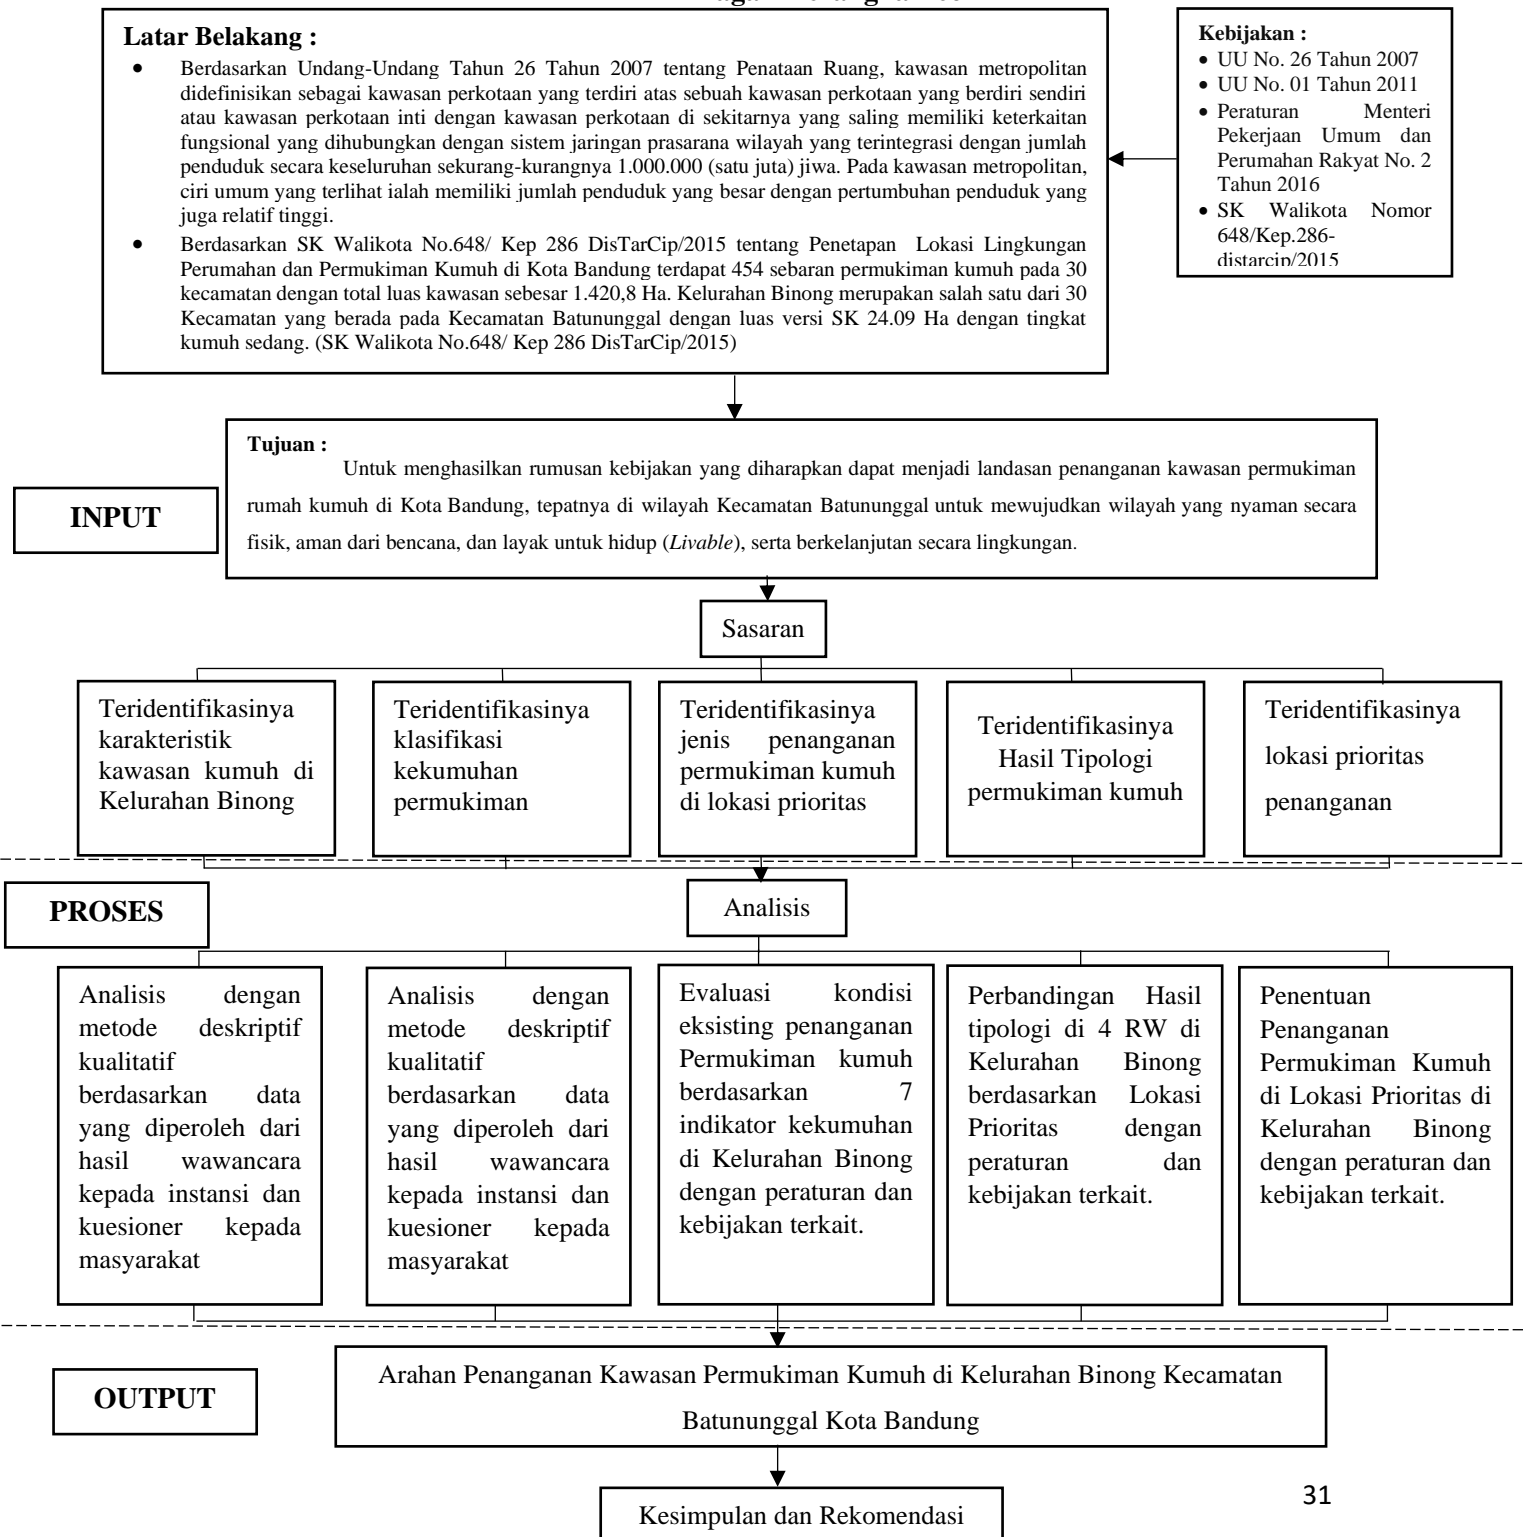 Latar Belakang :
• Berdasarkan Undang-Undang Tahun 26 Tahun 2007 tentang Penataan Ruang, kawasan metropolitan
didefinisikan sebagai kawasan perkotaan yang terdiri atas sebuah kawasan perkotaan yang berdiri sendiri
atau kawasan perkotaan inti dengan kawasan perkotaan di sekitarnya yang saling memiliki keterkaitan
fungsional yang dihubungkan dengan sistem jaringan prasarana wilayah yang terintegrasi dengan jumlah
penduduk secara keseluruhan sekurang-kurangnya 1.000.000 (satu juta) jiwa. Pada kawasan metropolitan,
ciri umum yang terlihat ialah memiliki jumlah penduduk yang besar dengan pertumbuhan penduduk yang
juga relatif tinggi.
• Berdasarkan SK Walikota No.648/ Kep 286 DisTarCip/2015 tentang Penetapan Lokasi Lingkungan
Perumahan dan Permukiman Kumuh di Kota Bandung terdapat 454 sebaran permukiman kumuh pada 30
kecamatan dengan total luas kawasan sebesar 1.420,8 Ha. Kelurahan Binong merupakan salah satu dari 30
Kecamatan yang berada pada Kecamatan Batununggal dengan luas versi SK 24.09 Ha dengan tingkat
kumuh sedang. (SK Walikota No.648/ Kep 286 DisTarCip/2015)
Kebijakan :
• UU No. 26 Tahun 2007
• UU No. 01 Tahun 2011
• Peraturan Menteri
Pekerjaan Umum dan
Perumahan Rakyat No. 2
Tahun 2016
• SK Walikota Nomor
648/Kep.286-
distarcip/2015
INPUT
Tujuan :
Untuk menghasilkan rumusan kebijakan yang diharapkan dapat menjadi landasan penanganan kawasan permukiman
rumah kumuh di Kota Bandung, tepatnya di wilayah Kecamatan Batununggal untuk mewujudkan wilayah yang nyaman secara
fisik, aman dari bencana, dan layak untuk hidup (Livable), serta berkelanjutan secara lingkungan.
Sasaran
Teridentifikasinya
karakteristik
kawasan kumuh di
Kelurahan Binong
Teridentifikasinya
klasifikasi
kekumuhan
permukiman
Teridentifikasinya
jenis penanganan
permukiman kumuh
di lokasi prioritas
Teridentifikasinya
Hasil Tipologi
permukiman kumuh
Teridentifikasinya
lokasi prioritas
penanganan
PROSES
Analisis
Analisis dengan
metode deskriptif
kualitatif
berdasarkan data
yang diperoleh dari
hasil wawancara
kepada instansi dan
kuesioner kepada
masyarakat
Analisis dengan
metode deskriptif
kualitatif
berdasarkan data
yang diperoleh dari
hasil wawancara
kepada instansi dan
kuesioner kepada
masyarakat
Evaluasi kondisi
eksisting penanganan
Permukiman kumuh
berdasarkan 7
indikator kekumuhan
di Kelurahan Binong
dengan peraturan dan
kebijakan terkait.
Perbandingan Hasil
tipologi di 4 RW di
Kelurahan Binong
berdasarkan Lokasi
Prioritas dengan
peraturan dan
kebijakan terkait.
Penentuan
Penanganan
Permukiman Kumuh
di Lokasi Prioritas di
Kelurahan Binong
dengan peraturan dan
kebijakan terkait.
OUTPUT
Arahan Penanganan Kawasan Permukiman Kumuh di Kelurahan Binong Kecamatan
Batununggal Kota Bandung
Kesimpulan dan Rekomendasi
31